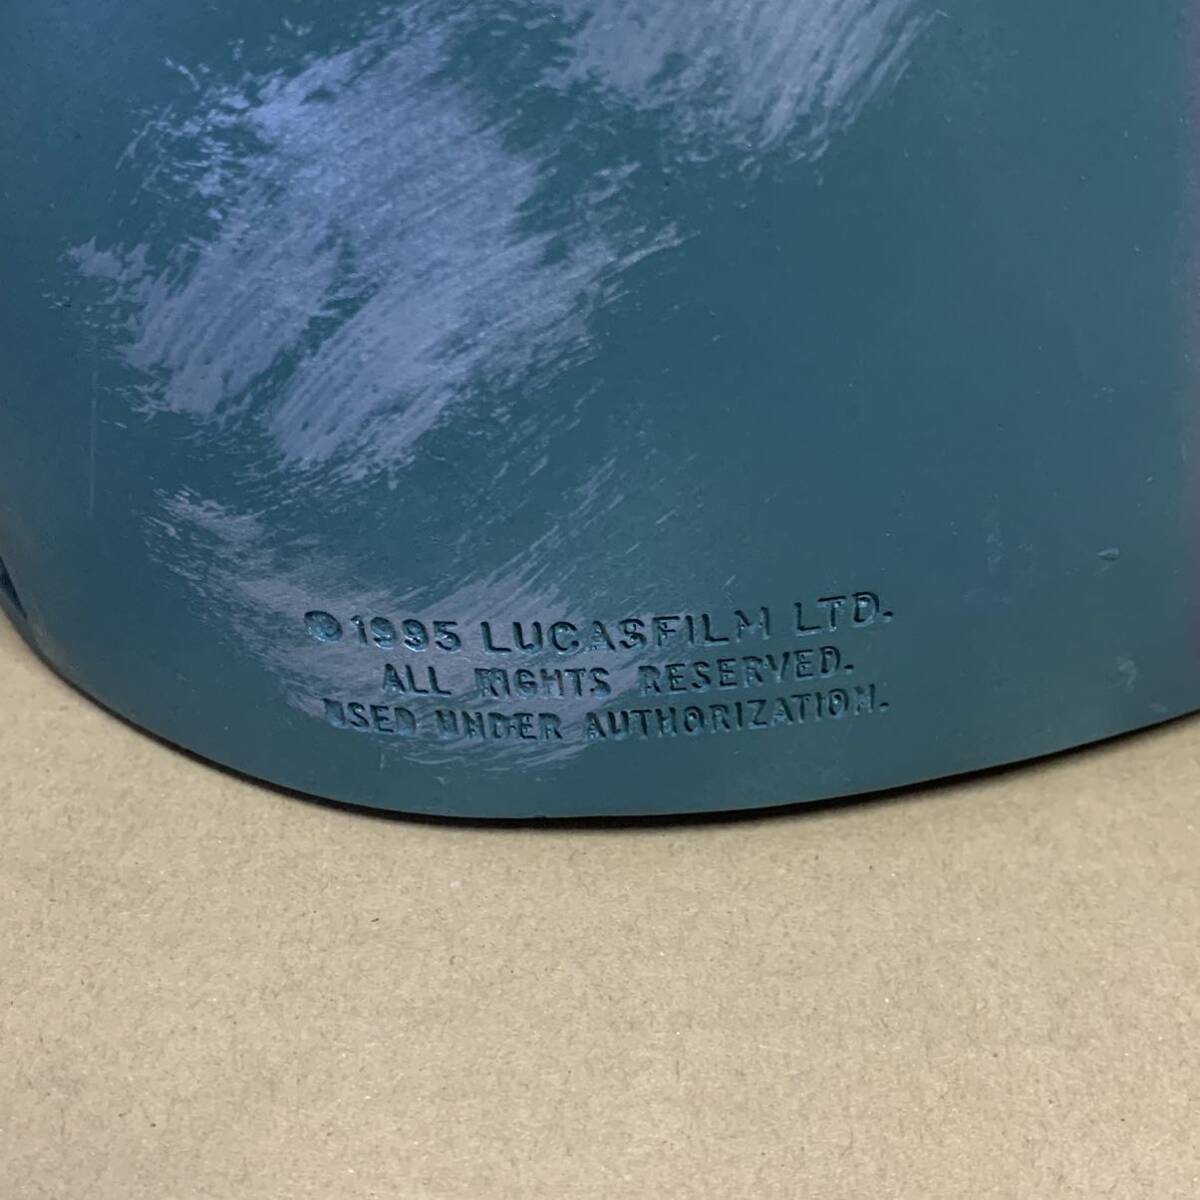 ©1995 LUCASFILM LTD.
ALL RIGHTS RESERVED.
USED UNDER AUTHORIZATION.